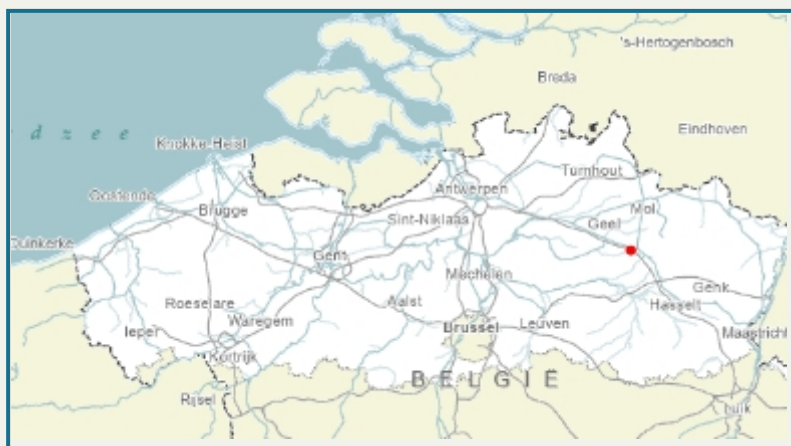 's-Hertogenbosch
Breda
d z e e
Eindhoven
Knokke-Heist
Turnhout
Oostende
Antwerpen
Mol
Brugge
Sint-Niklaas
Geel
Duinkerke
Gent
Mechelen
Genk
Roeselare
Aalst
Hasselt
Ieper
Waregem
Brussel
Leuven
Maastricht
Kortrijk
BELGIË
Rijsel
Luik